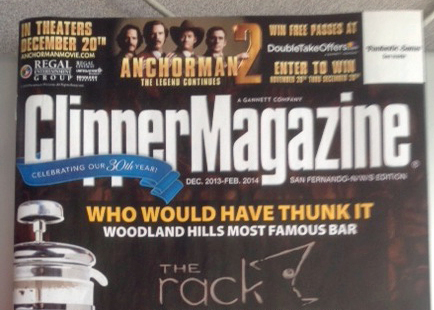 IN THEATERS
DECEMBER 20TH
ANCHORMANMOVIE.COM
REGAL
ENTERTAINMENT
GROUP
ANCHORMAN 2
THE LEGEND CONTINUES
WIN FREE PASSES AT
DoubleTakeOffers
ENTER TO WIN
A GANNETT COMPANY
ClipperMagazine
CELEBRATING OUR 30th YEAR!
DEC. 2013-FEB. 2014
SAN FERNANDO-N/W/S EDITION
WHO WOULD HAVE THUNK IT
WOODLAND HILLS MOST FAMOUS BAR
THE
rack